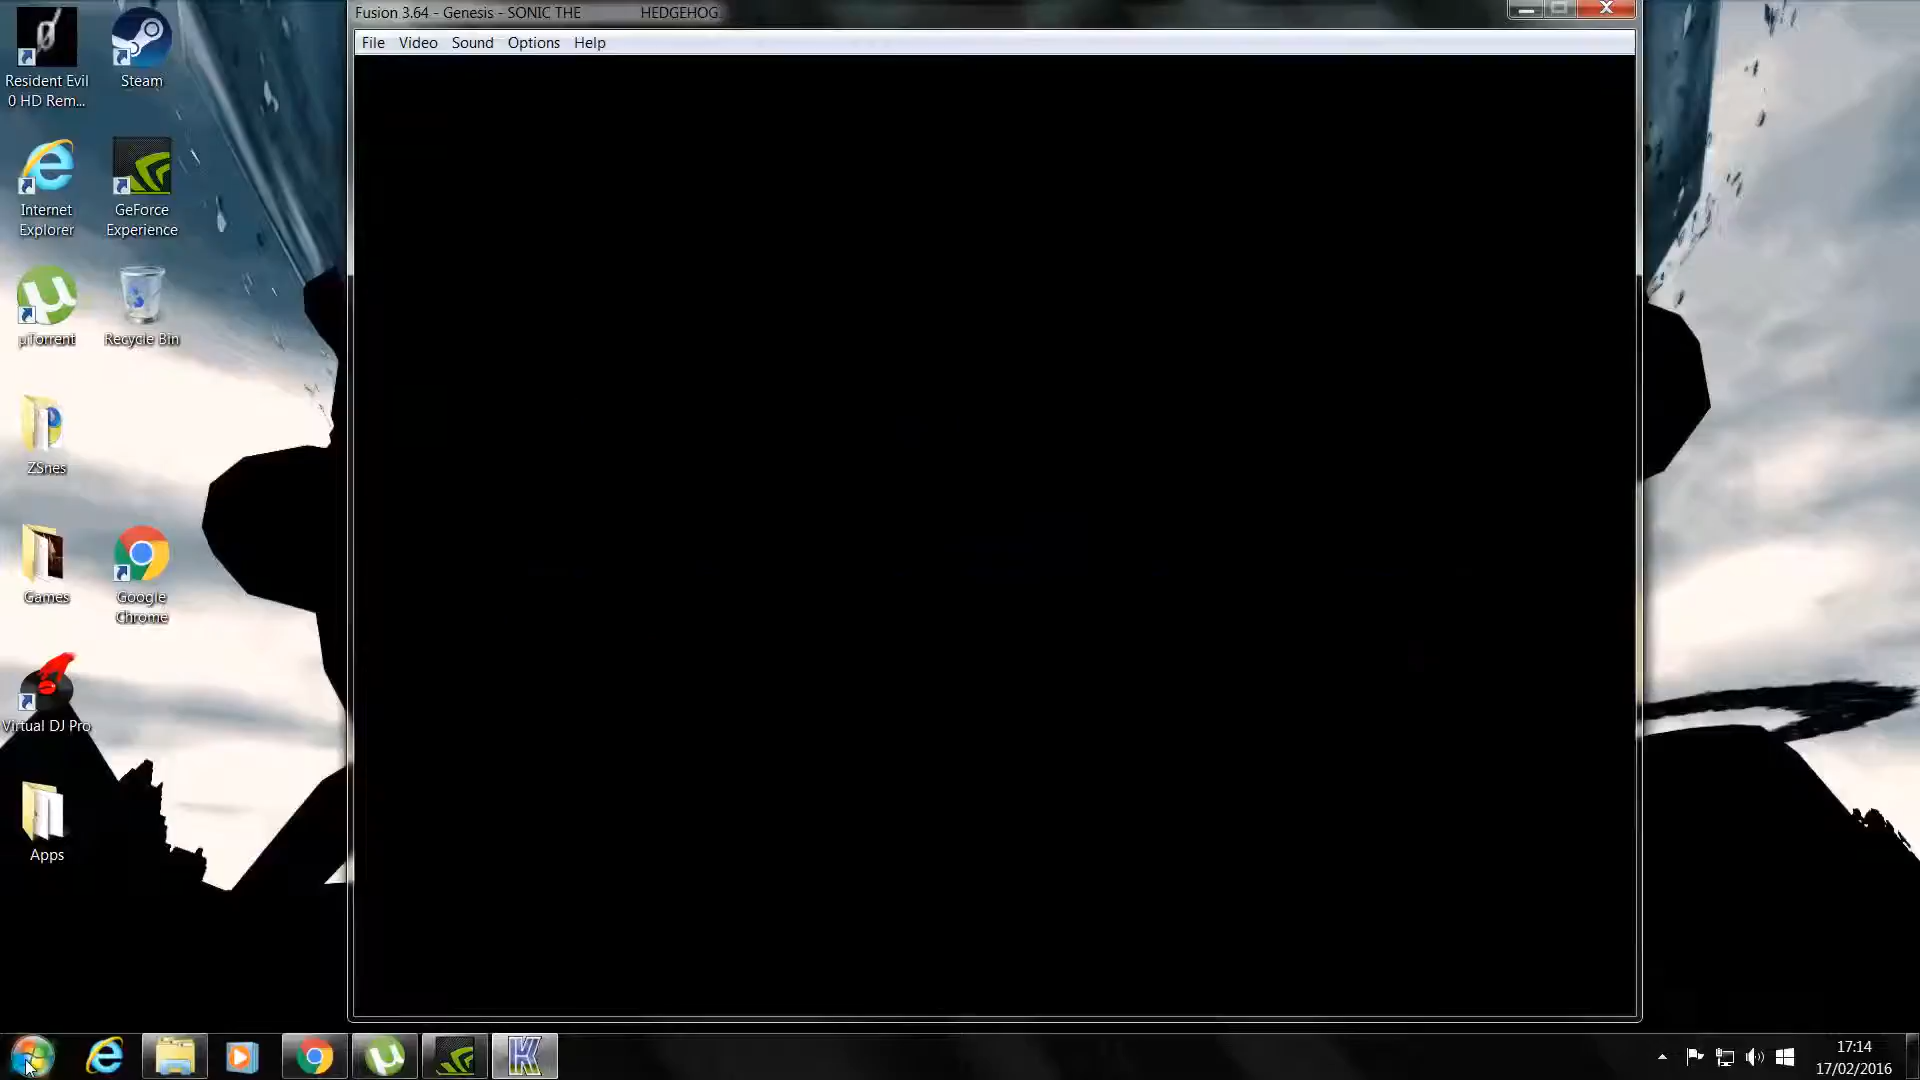 Fusion 3.64 - Genesis - SONIC THE HEDGEHOG
File Video Sound Options Help
Resident Evil
0 HD Rem...
Steam
Internet
Explorer
GeForce
Experience
µTorrent
Recycle Bin
ZSnes
Games
Google
Chrome
Virtual DJ Pro
Apps
17:14
17/02/2016